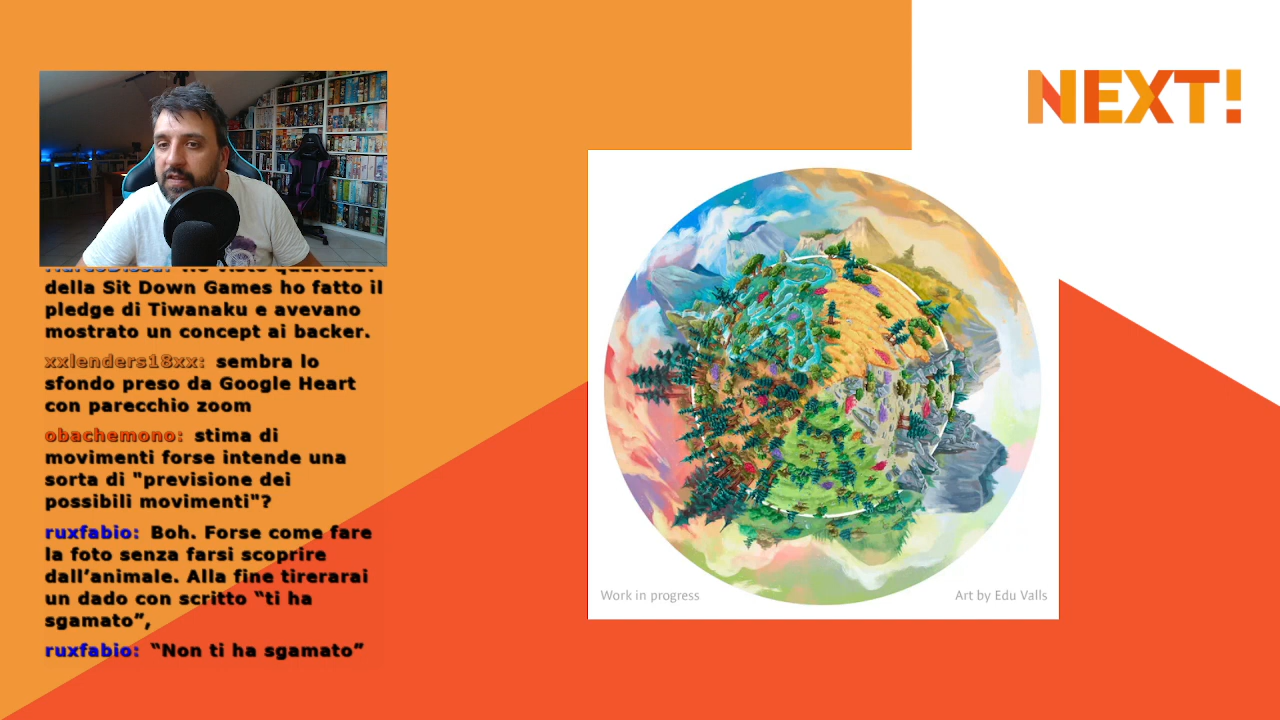 NEXT!
della Sit Down Games ho fatto il
pledge di Tiwanaku e avevano
mostrato un concept ai backer.
xxlenders18xx: sembra lo
sfondo preso da Google Heart
con parecchio zoom
obachemono: stima di
movimenti forse intende una
sorta di "previsione dei
possibili movimenti"?
ruxfabio: Boh. Forse come fare
la foto senza farsi scoprire
dall’animale. Alla fine tirerarai
un dado con scritto “ti ha
sgamato”,
ruxfabio: “Non ti ha sgamato”
Work in progress
Art by Edu Valls